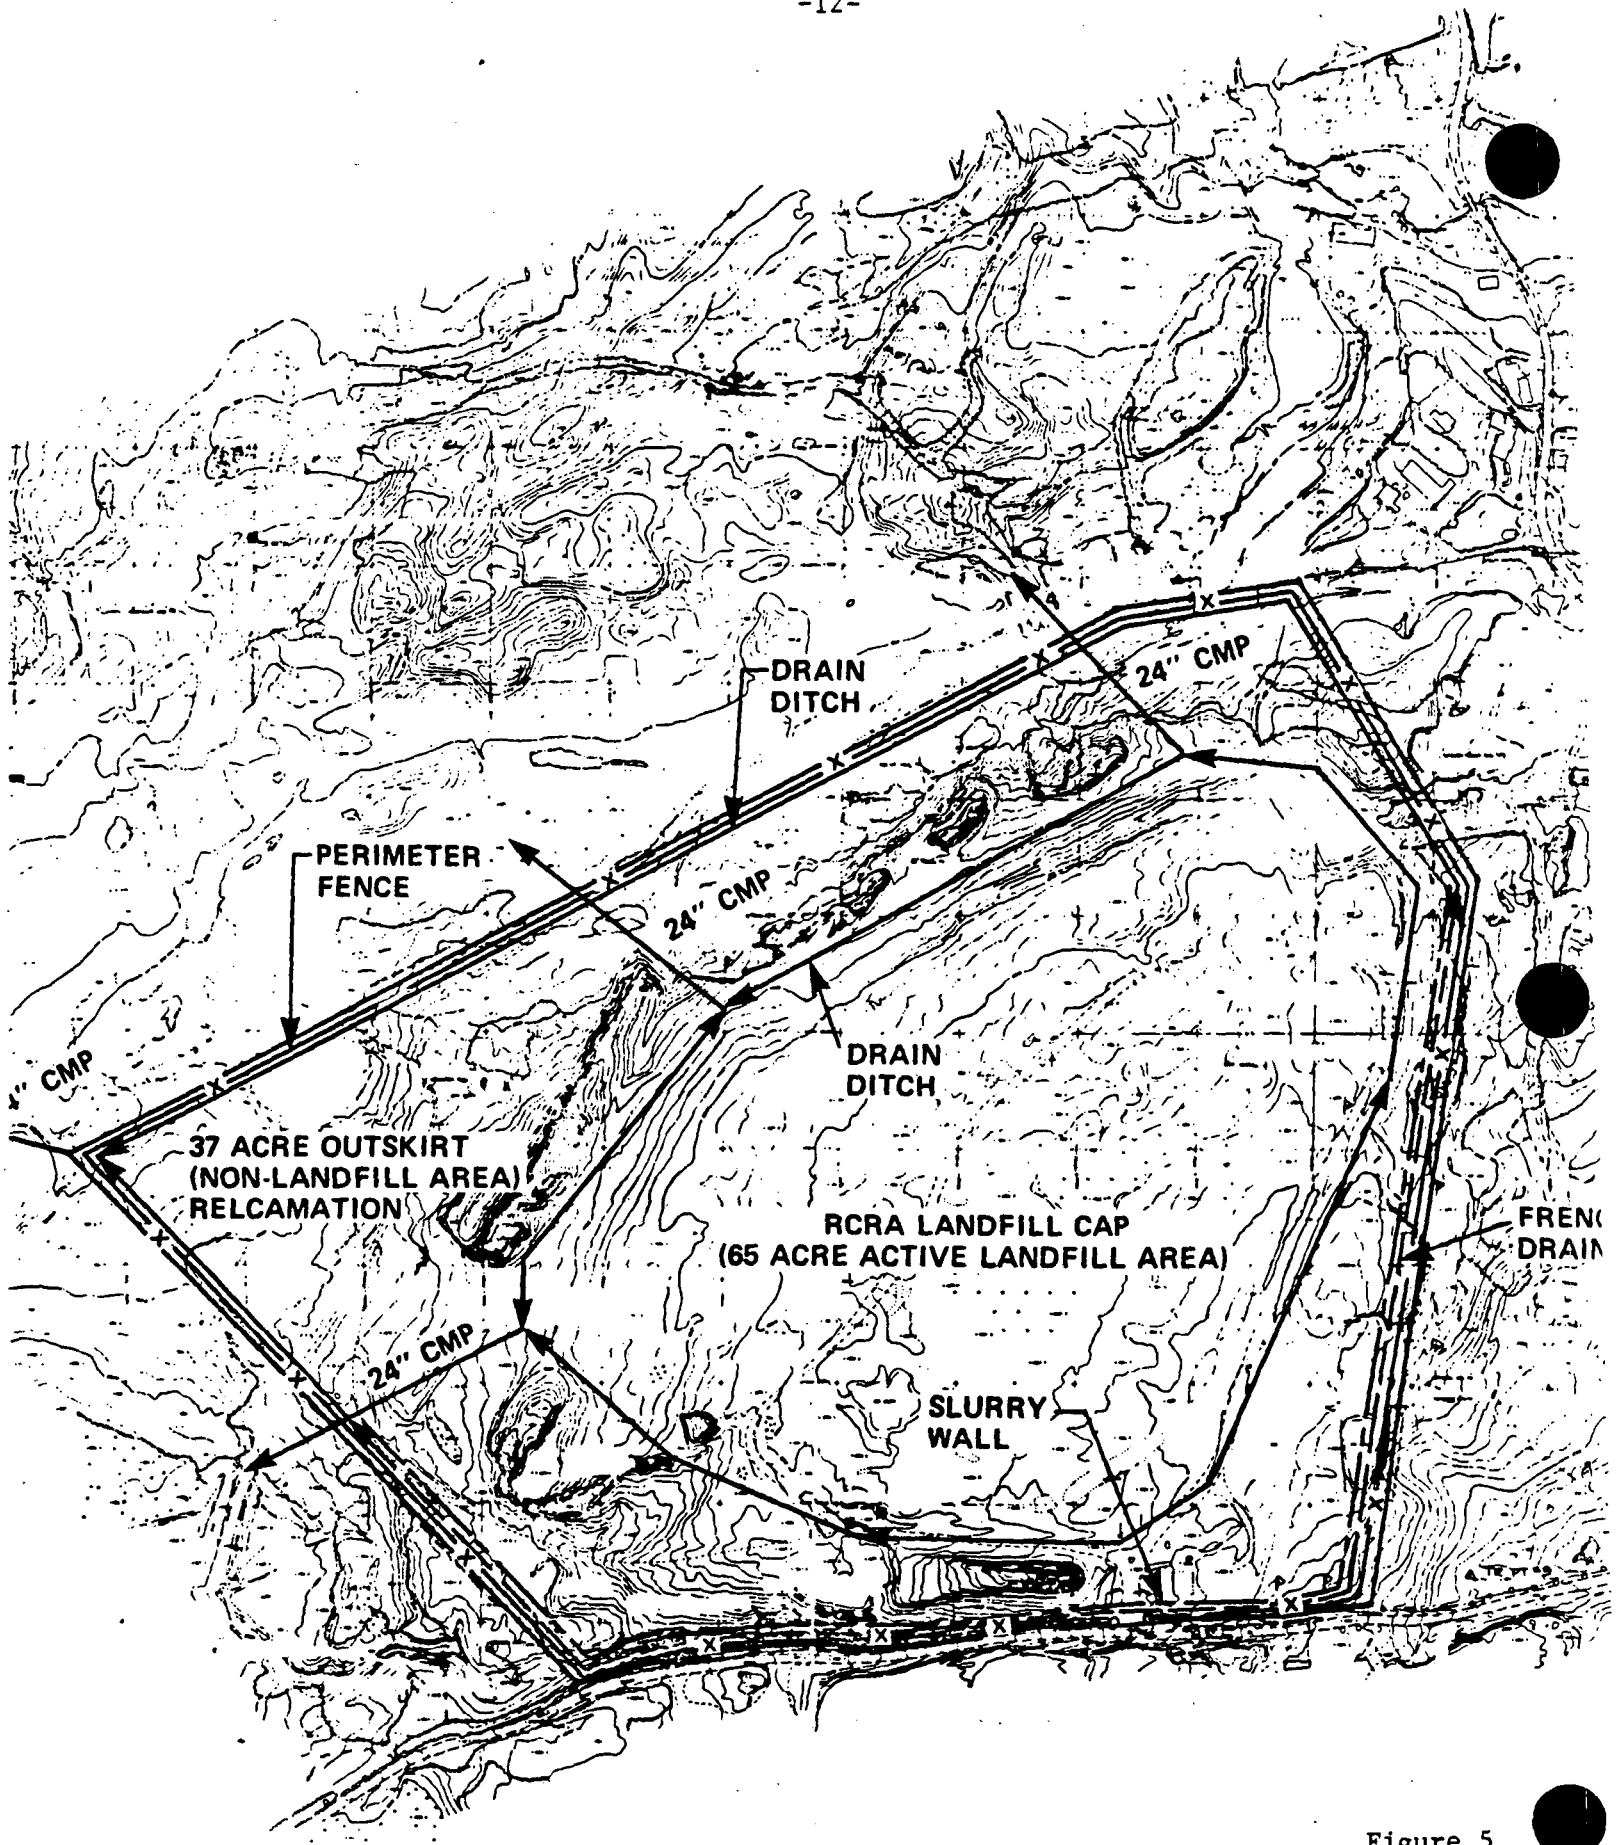 -12-
24" CMP
DRAIN
DITCH
PERIMETER
FENCE
24" CMP
DRAIN
DITCH
" CMP
37 ACRE OUTSKIRT
(NON-LANDFILL AREA)
RELCAMATION
RCRA LANDFILL CAP
(65 ACRE ACTIVE LANDFILL AREA)
FRENC
DRAIN
24" CMP
SLURRY
WALL
Figure 5